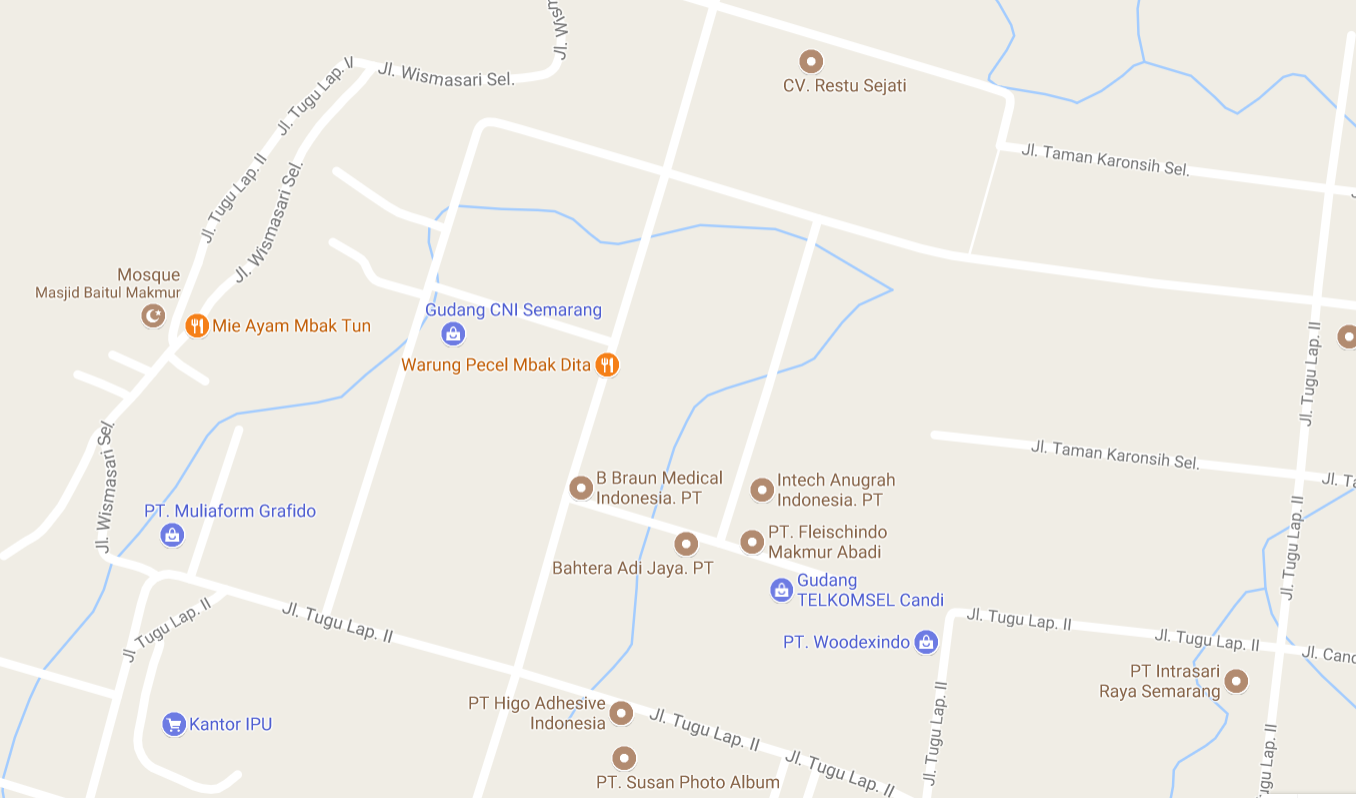 Jl. Wism
Jl. Wismasari Sel.
CV. Restu Sejati
Jl. Tugu Lap. II
Jl. Taman Karonsih Sel.
Jl. Tugu Lap. II
Jl. Wismasari Sel.
Mosque
Masjid Baitul Makmur
Mie Ayam Mbak Tun
Gudang CNI Semarang
Warung Pecel Mbak Dita
Jl. Tugu Lap. II
Jl. Wismasari Sel.
Jl. Taman Karonsih Sel.
Jl. Ta
B Braun Medical
Indonesia. PT
Intech Anugrah
Indonesia. PT
PT. Muliaform Grafido
PT. Fleischindo
Makmur Abadi
Bahtera Adi Jaya. PT
Jl. Tugu Lap. II
Gudang
TELKOMSEL Candi
Jl. Tugu Lap. II
Jl. Tugu Lap. II
Jl. Tugu Lap. II
Jl. Tugu Lap. II
PT. Woodexindo
Jl. Cand
PT Intrasari
Raya Semarang
PT Higo Adhesive
Indonesia
Kantor IPU
Jl. Tugu Lap. II
Jl. Tugu Lap. II
Jl. Tugu Lap. II
ugu Lap. II
PT. Susan Photo Album